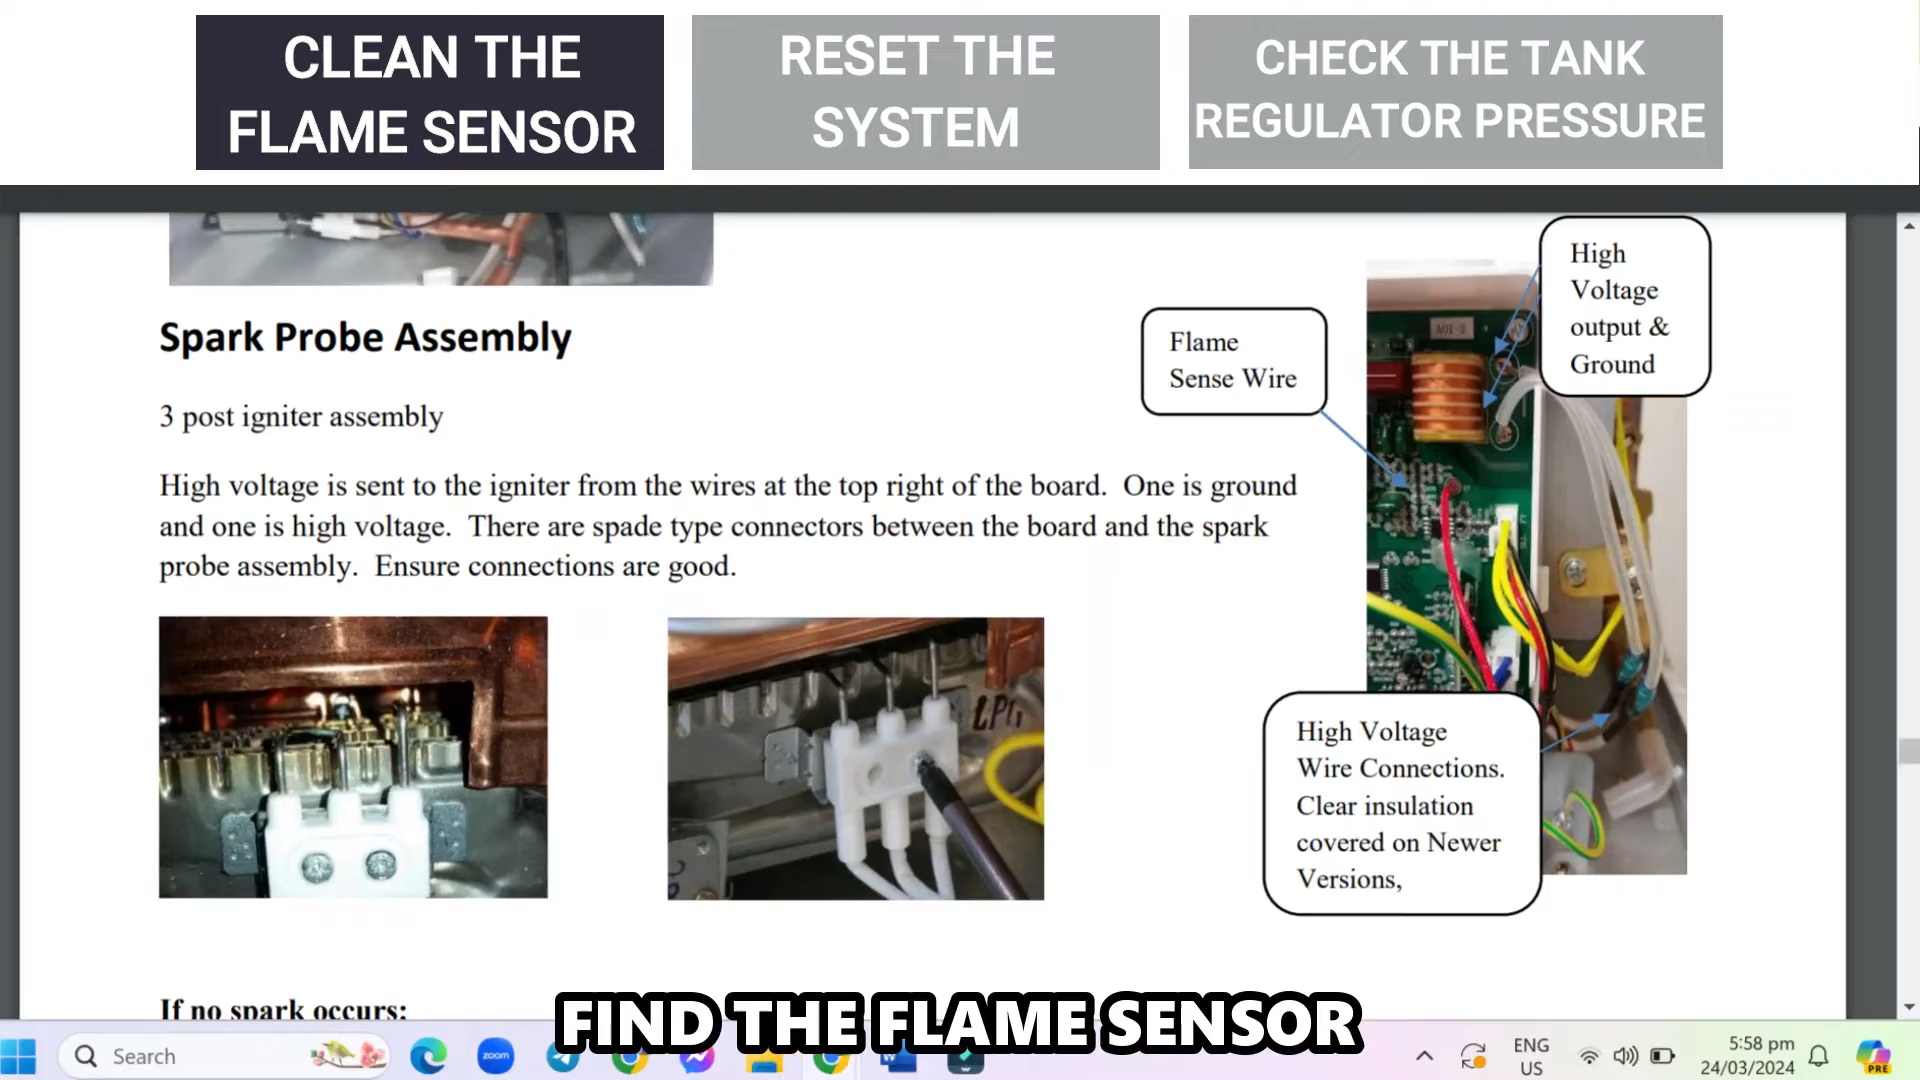 CLEAN THE
FLAME SENSOR
RESET THE
SYSTEM
CHECK THE TANK
REGULATOR PRESSURE
High
Voltage
output &
Ground
Flame
Sense Wire
A01-2
Spark Probe Assembly
3 post igniter assembly
High voltage is sent to the igniter from the wires at the top right of the board. One is ground
and one is high voltage. There are spade type connectors between the board and the spark
probe assembly. Ensure connections are good.
High Voltage
Wire Connections.
Clear insulation
covered on Newer
Versions,
If no spark occurs:
FIND THE FLAME SENSOR
Search
zoom
ENG
US
5:58 pm
24/03/2024
PRE